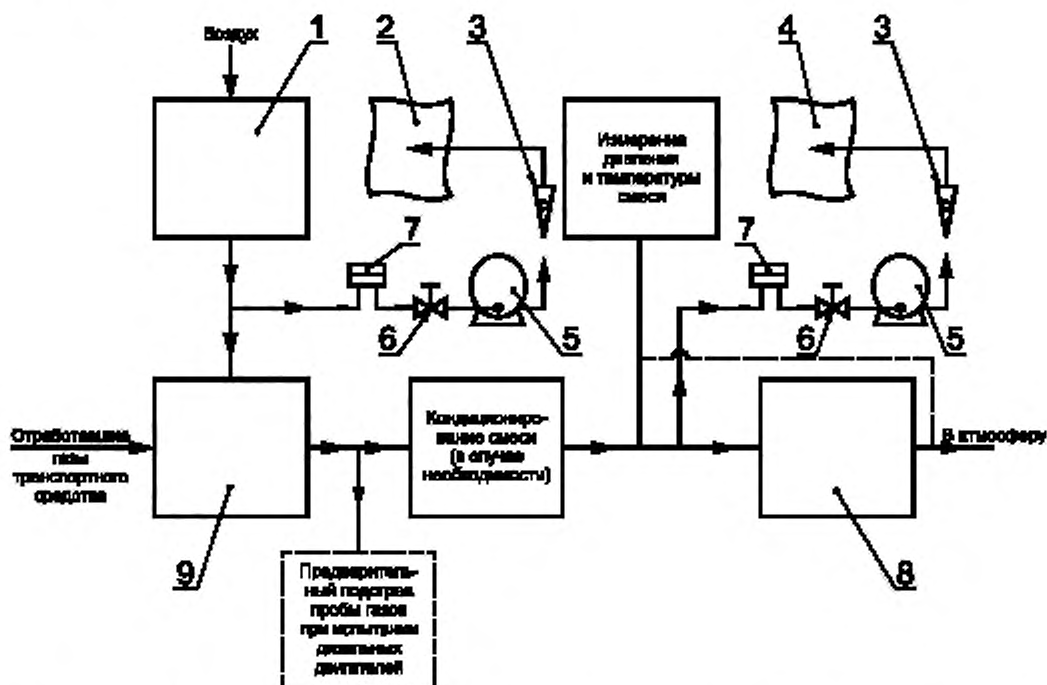 Воздух
1
2
3
4
3
Измерение
давления
и температуры
смеси
7
7
6
5
6
5
Отработавшие
газы
транспортного
средства
Кондициониро-
вание смеси
(в случае
необходимости)
В атмосферу
9
8
Предваритель-
ный подогрев
пробы газов
при испытании
дизельных
двигателей